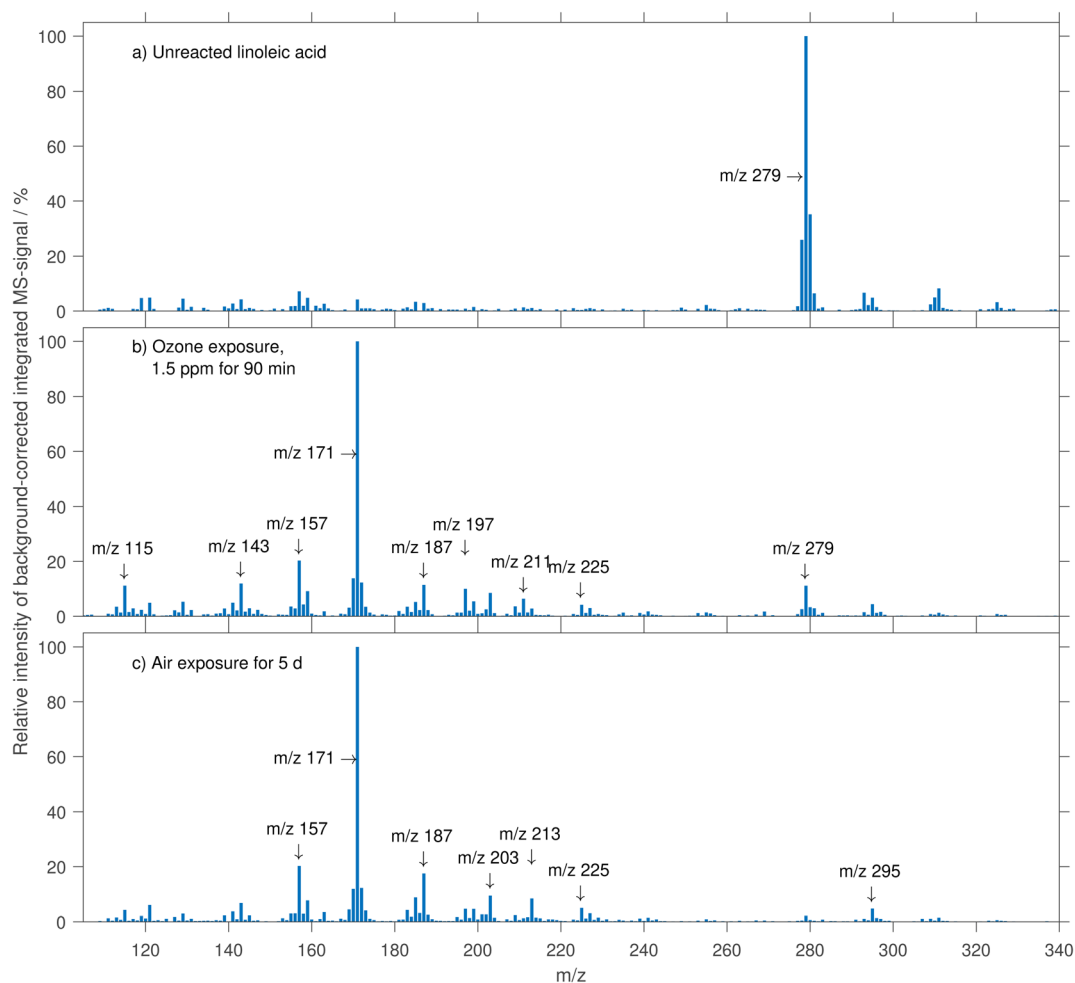 Relative intensity of background-corrected integrated MS-signal / %
100
80
60
40
20
0
a) Unreacted linoleic acid
m/z 279 →
100
80
60
40
20
0
b) Ozone exposure,
1.5 ppm for 90 min
m/z 171 →
m/z 115
m/z 143
m/z 157
m/z 187
m/z 197
m/z 211
m/z 225
m/z 279
100
80
60
40
20
0
c) Air exposure for 5 d
m/z 171 →
m/z 157
m/z 187
m/z 203
m/z 213
m/z 225
m/z 295
120 140 160 180 200 220 240 260 280 300 320 340
m/z